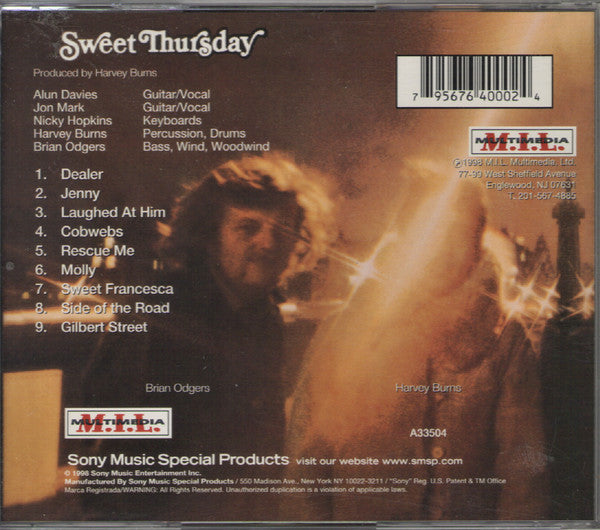 Sweet Thursday
Produced by Harvey Burns
Alun Davies Guitar/Vocal
Jon Mark Guitar/Vocal
Nicky Hopkins Keyboards
Harvey Burns Percussion, Drums
Brian Odgers Bass, Wind, Woodwind
1. Dealer
2. Jenny
3. Laughed At Him
4. Cobwebs
5. Rescue Me
6. Molly
7. Sweet Francesca
8. Side of the Road
9. Gilbert Street
7 95676 40002 4
M.I.L.
MULTIMEDIA
℗1998 M.I.L. Multimedia, Ltd.
77-99 West Sheffield Avenue
Englewood, NJ 07631
T. 201-567-4885
Brian Odgers
Harvey Burns
M.I.L.
MULTIMEDIA
A33504
Sony Music Special Products visit our website www.smsp.com
© 1998 Sony Music Entertainment Inc.
Manufactured By Sony Music Special Products / 550 Madison Ave., New York NY 10022-3211 / "Sony" Reg. U.S. Patent & TM Office
Marca Registrada/WARNING: All Rights Reserved. Unauthorized duplication is a violation of applicable laws.